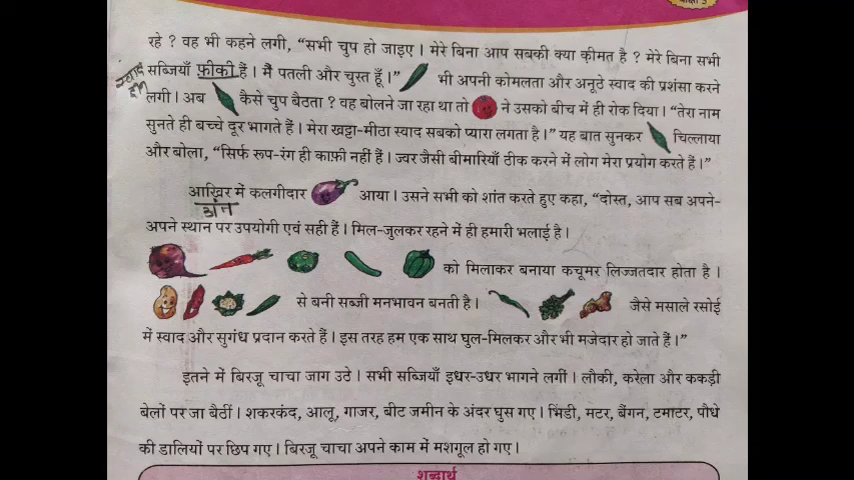 कक्षा 3
रहे ? वह भी कहने लगी, “सभी चुप हो जाइए । मेरे बिना आप सबकी क्या क़ीमत है ? मेरे बिना सभी
स्वाद सब्जियाँ फ़ीकी हैं । मैं पतली और चुस्त हूँ ।” भी अपनी कोमलता और अनूठे स्वाद की प्रशंसा करने
लगी । अब कैसे चुप बैठता ? वह बोलने जा रहा था तो ने उसको बीच में ही रोक दिया । “तेरा नाम
सुनते ही बच्चे दूर भागते हैं । मेरा खट्टा-मीठा स्वाद सबको प्यारा लगता है ।” यह बात सुनकर चिल्लाया
और बोला, “सिर्फ रूप-रंग ही काफ़ी नहीं हैं । ज्वर जैसी बीमारियाँ ठीक करने में लोग मेरा प्रयोग करते हैं ।”
आख़िर में कलगीदार आया । उसने सभी को शांत करते हुए कहा, “दोस्त, आप सब अपने-
अंत
अपने स्थान पर उपयोगी एवं सही हैं । मिल-जुलकर रहने में ही हमारी भलाई है ।
को मिलाकर बनाया कचूमर लिज्जतदार होता है ।
से बनी सब्जी मनभावन बनती है । जैसे मसाले रसोई
में स्वाद और सुगंध प्रदान करते हैं । इस तरह हम एक साथ घुल-मिलकर और भी मजेदार हो जाते हैं ।”
इतने में बिरजू चाचा जाग उठे । सभी सब्जियाँ इधर-उधर भागने लगीं । लौकी, करेला और ककड़ी
बेलों पर जा बैठीं । शकरकंद, आलू, गाजर, बीट जमीन के अंदर घुस गए । भिंडी, मटर, बैंगन, टमाटर, पौधे
की डालियों पर छिप गए । बिरजू चाचा अपने काम में मशगूल हो गए ।
शब्दार्थ